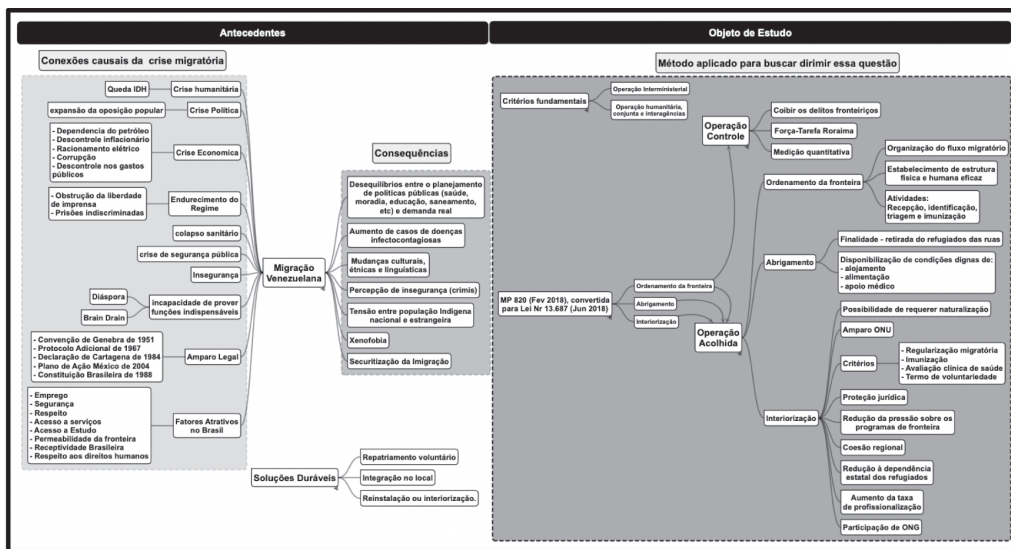 Antecedentes
Objeto de Estudo
Conexões causais da crise migratória
Queda IDH
Crise humanitária
expansão da oposição popular
Crise Política
- Dependencia do petróleo
- Descontrole inflacionário
- Racionamento elétrico
- Corrupção
- Descontrole nos gastos
públicos
Crise Economica
- Obstrução da liberdade
de imprensa
- Prisões indiscriminadas
Endurecimento do
Regime
colapso sanitário
crise de segurança pública
Insegurança
Diáspora
Brain Drain
incapacidade de prover
funções indispensáveis
- Convenção de Genebra de 1951
- Protocolo Adicional de 1967
- Declaração de Cartagena de 1984
- Plano de Ação México de 2004
- Constituição Brasileira de 1988
Amparo Legal
- Emprego
- Segurança
- Respeito
- Acesso a serviços
- Acesso a Estudo
- Permeabilidade da fronteira
- Receptividade Brasileira
- Respeito aos direitos humanos
Fatores Atrativos
no Brasil
Migração
Venezuelana
Consequências
Desequilíbrios entre o planejamento
de políticas públicas (saúde,
moradia, educação, saneamento,
etc) e demanda real
Aumento de casos de doenças
infectocontagiosas
Mudanças culturais,
étnicas e linguísticas
Percepção de insegurança (crimis)
Tensão entre população Indígena
nacional e estrangeira
Xenofobia
Securitização da Imigração
Soluções Duráveis
Repatriamento voluntário
Integração no local
Reinstalação ou interiorização.
Método aplicado para buscar dirimir essa questão
Critérios fundamentais
Operação Interministerial
Operação humanitária,
conjunta e interagências
Operação
Controle
Coibir os delitos fronteiriços
Força-Tarefa Roraima
Medição quantitativa
MP 820 (Fev 2018), convertida
para Lei Nr 13.687 (Jun 2018)
Ordenamento da fronteira
Abrigamento
Interiorização
Operação
Acolhida
Ordenamento da fronteira
Organização do fluxo migratório
Estabelecimento de estrutura
física e humana eficaz
Atividades:
Recepção, identificação,
triagem e imunização
Abrigamento
Finalidade - retirada do refugiados das ruas
Disponibilização de condições dignas de:
- alojamento
- alimentação
- apoio médico
Interiorização
Possibilidade de requerer naturalização
Amparo ONU
Critérios
- Regularização migratória
- Imunização
- Avaliação clínica de saúde
- Termo de voluntariedade
Proteção jurídica
Redução da pressão sobre os
programas de fronteira
Coesão regional
Redução à dependência
estatal dos refugiados
Aumento da taxa
de profissionalização
Participação de ONG